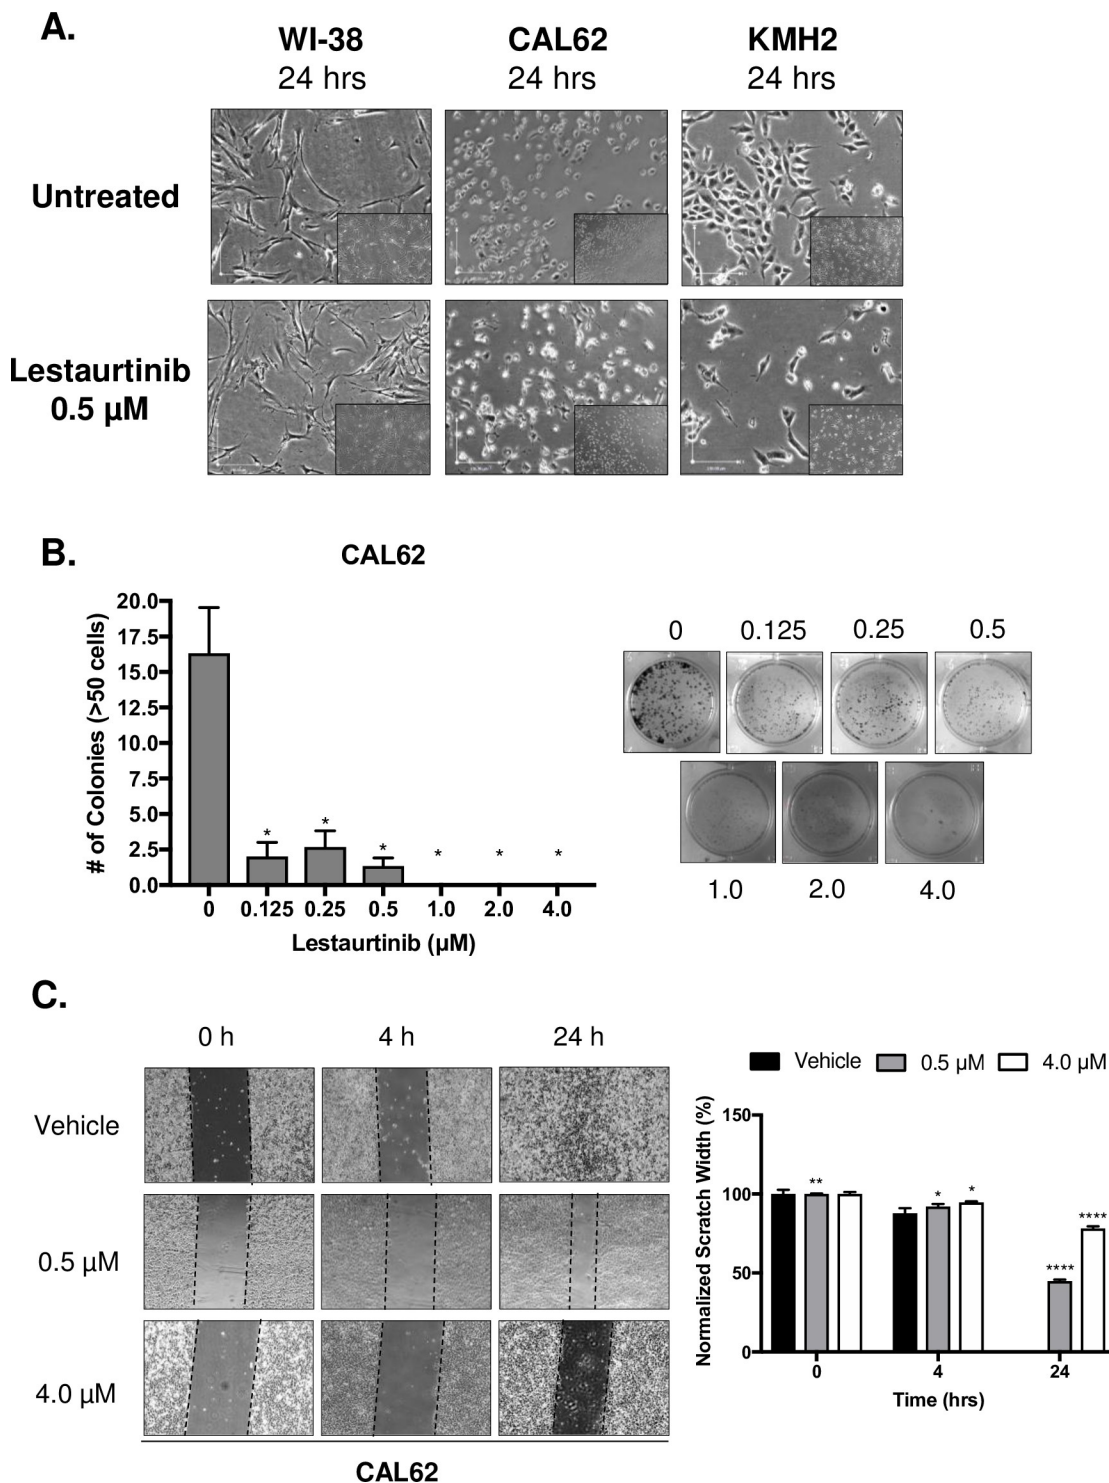 A.
WI-38
24 hrs
CAL62
24 hrs
KMH2
24 hrs
Untreated
Lestaurtinib
0.5 µM
B.
CAL62
# of Colonies (>50 cells)
20.0
17.5
15.0
12.5
10.0
7.5
5.0
2.5
0.0
* * * * * *
0 0.125 0.25 0.5 1.0 2.0 4.0
Lestaurtinib (µM)
0 0.125 0.25 0.5
1.0 2.0 4.0
C.
0 h 4 h 24 h
Vehicle
0.5 µM
4.0 µM
CAL62
Vehicle 0.5 µM 4.0 µM
Normalized Scratch Width (%)
150
100
50
0
** * * **** ****
0 4 24
Time (hrs)